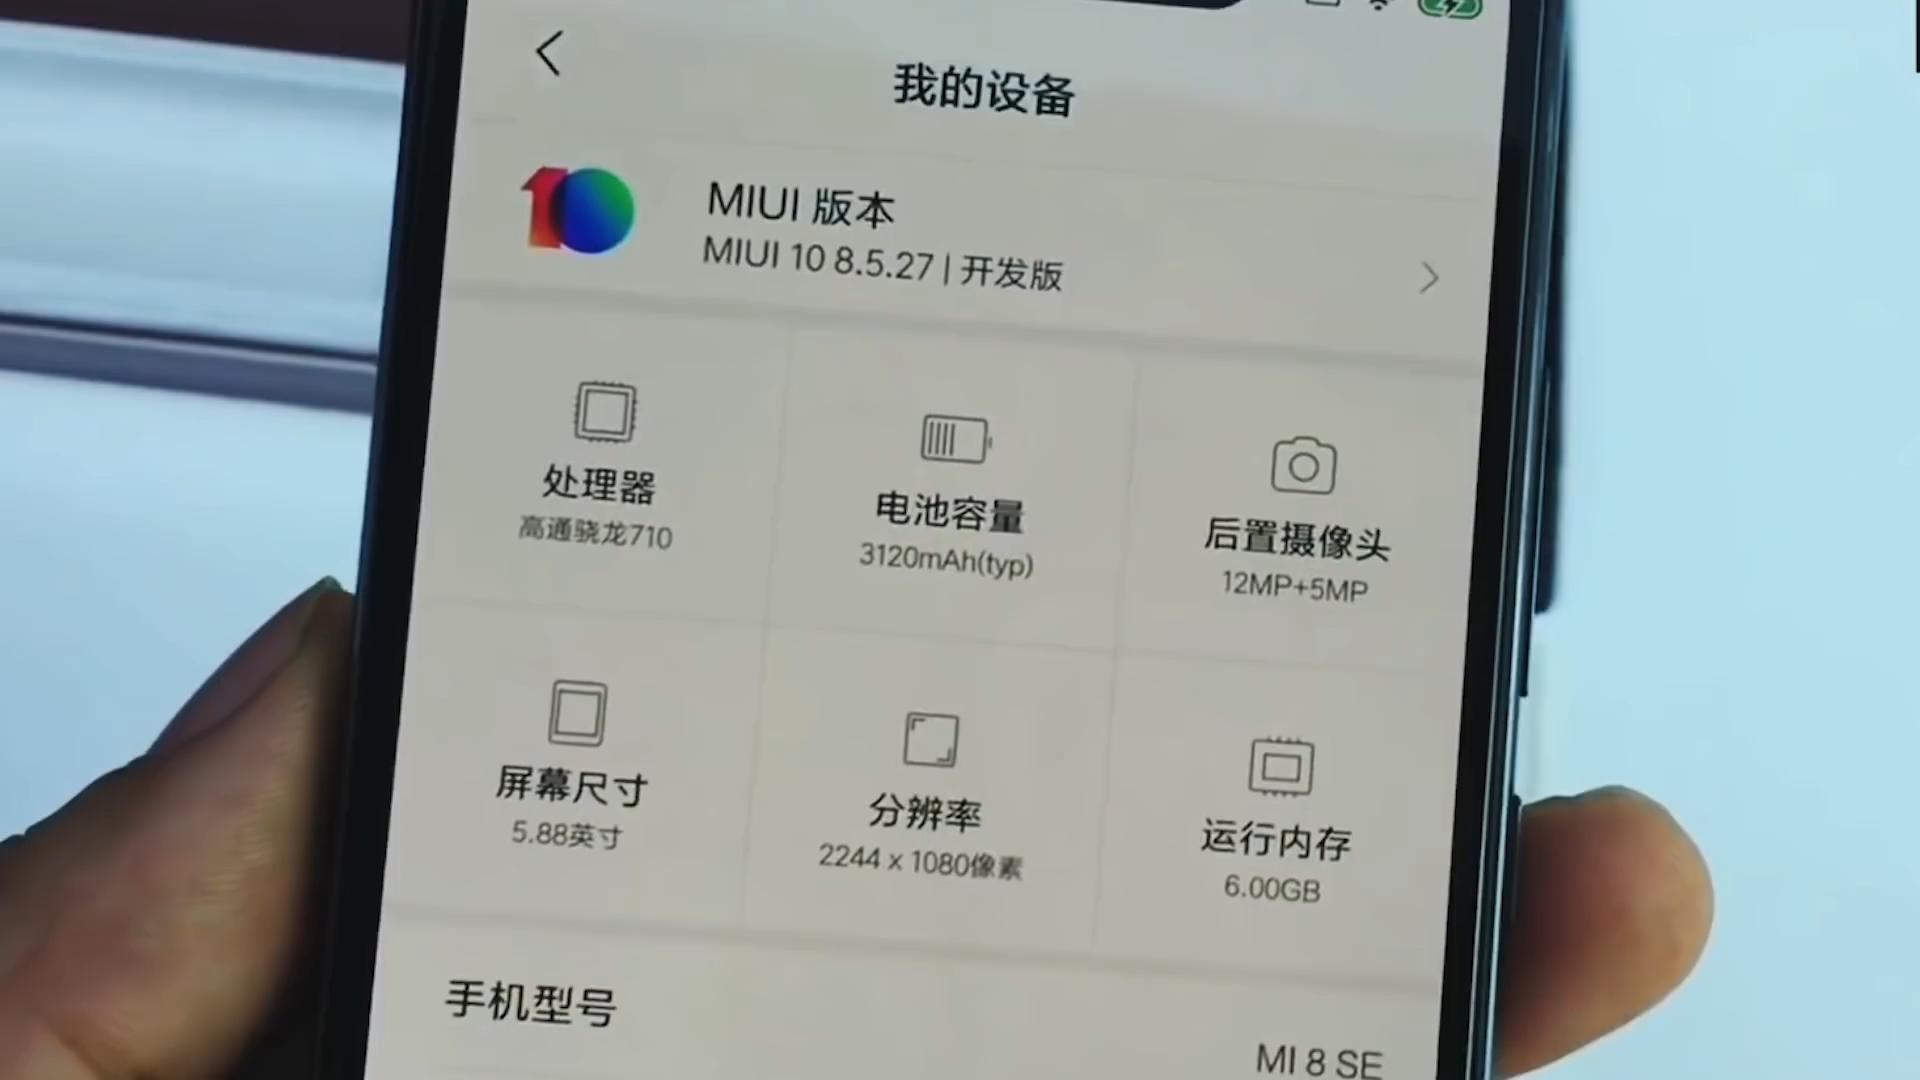 我的设备
10
MIUI 版本
MIUI 10 8.5.27 | 开发版
处理器
高通骁龙710
电池容量
3120mAh(typ)
后置摄像头
12MP+5MP
屏幕尺寸
5.88英寸
分辨率
2244 x 1080像素
运行内存
6.00GB
手机型号
MI 8 SE